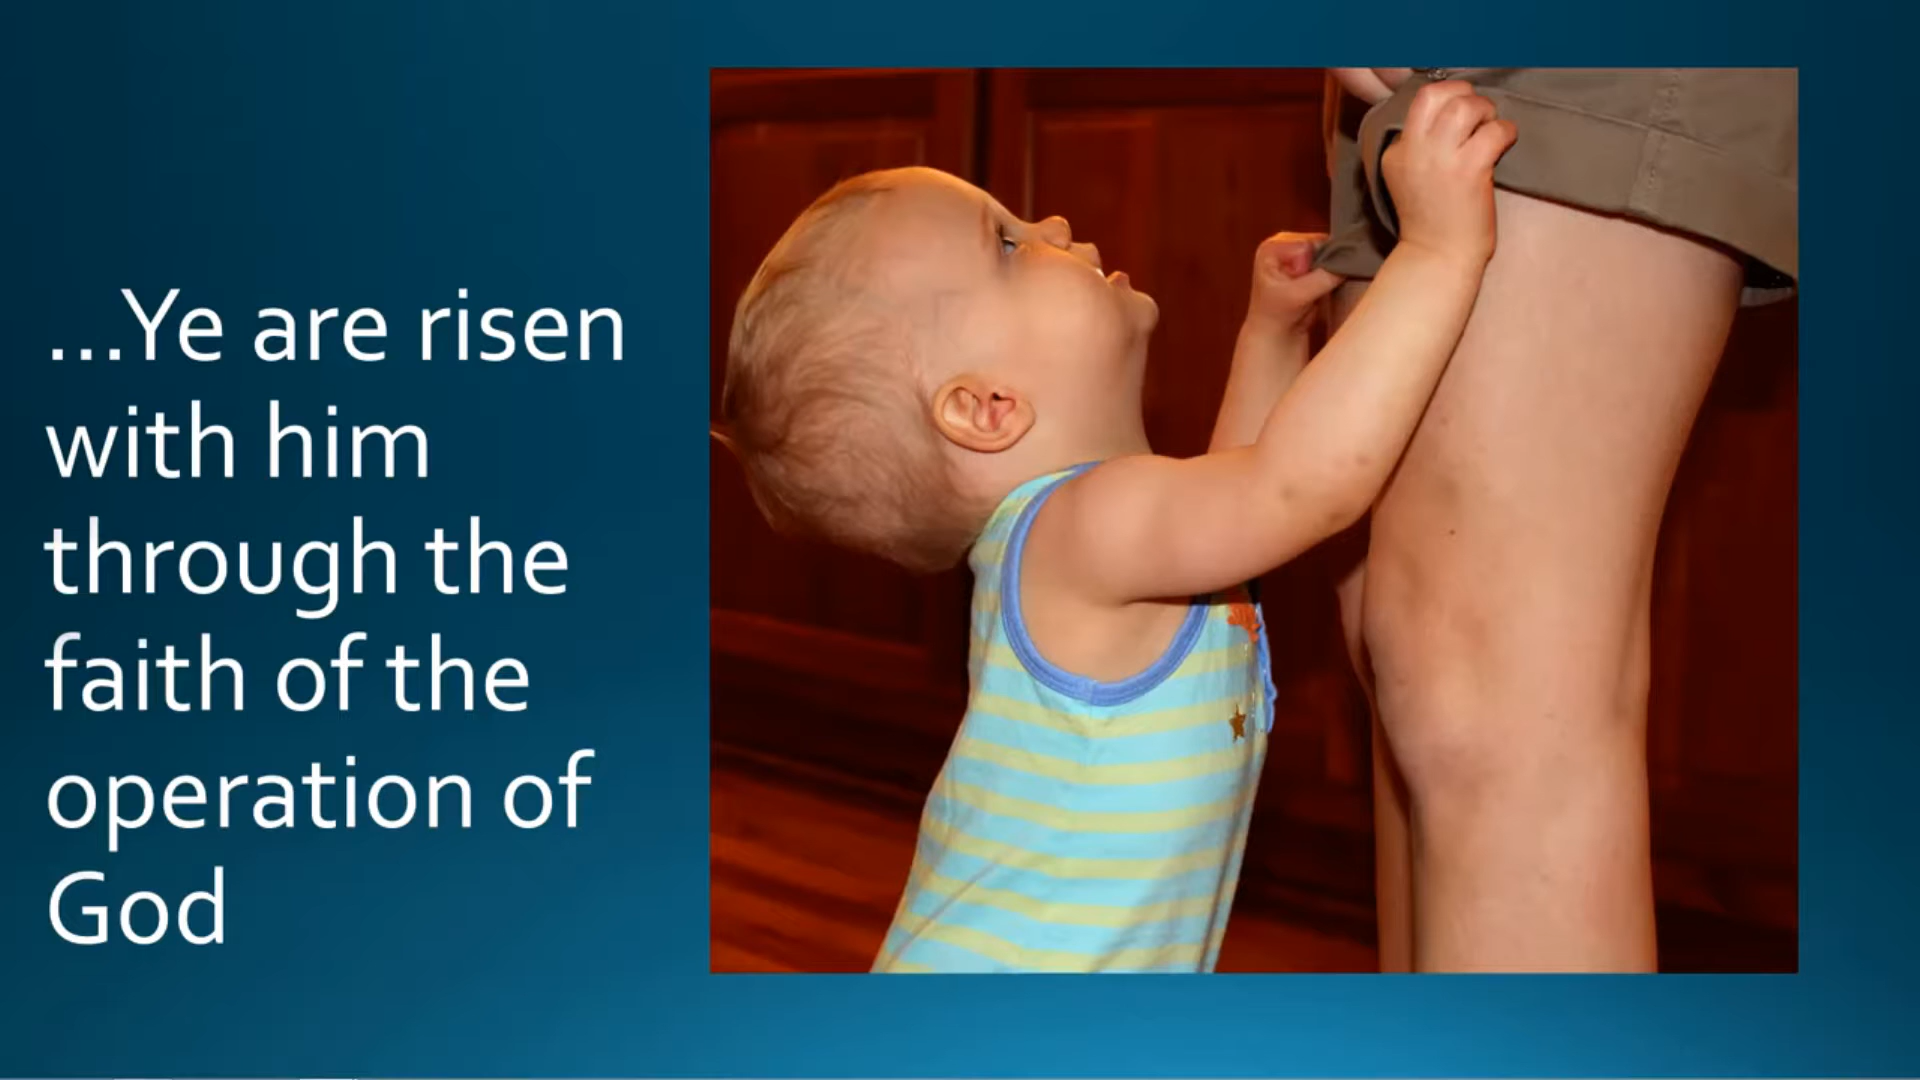 ...Ye are risen
with him
through the
faith of the
operation of
God